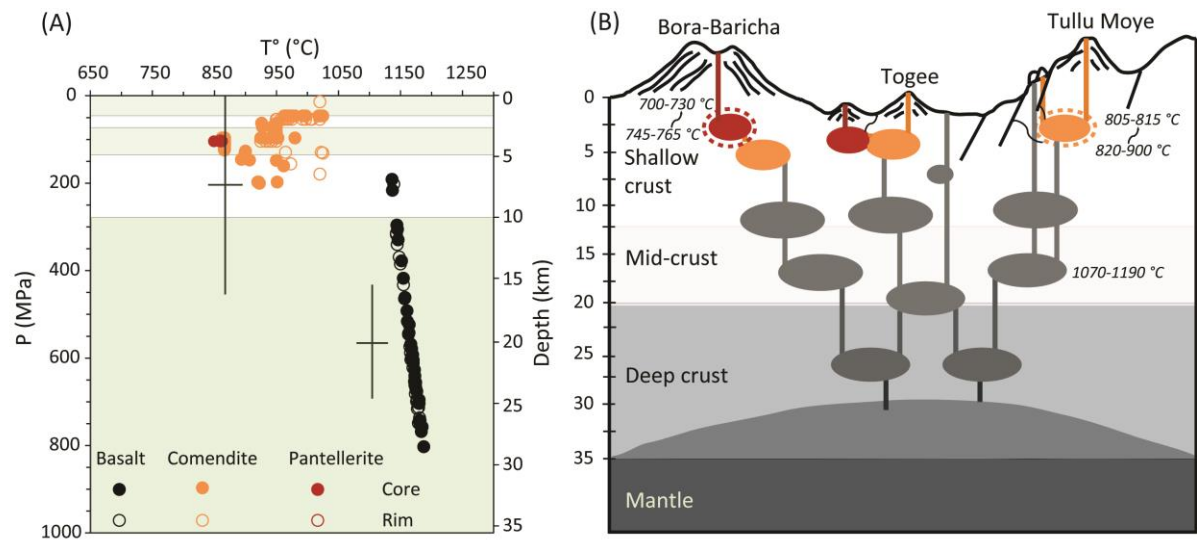 (A)
T° (°C)
650 750 850 950 1050 1150 1250
0
200
400
600
800
1000
P (MPa)
0
5
10
15
20
25
30
35
Depth (km)
Basalt Comendite Pantellerite
Core
Rim
(B)
Bora-Baricha
Togee
Tullu Moye
0
5
10
15
20
25
30
35
700-730 °C
745-765 °C
805-815 °C
820-900 °C
Shallow
crust
Mid-crust
1070-1190 °C
Deep crust
Mantle